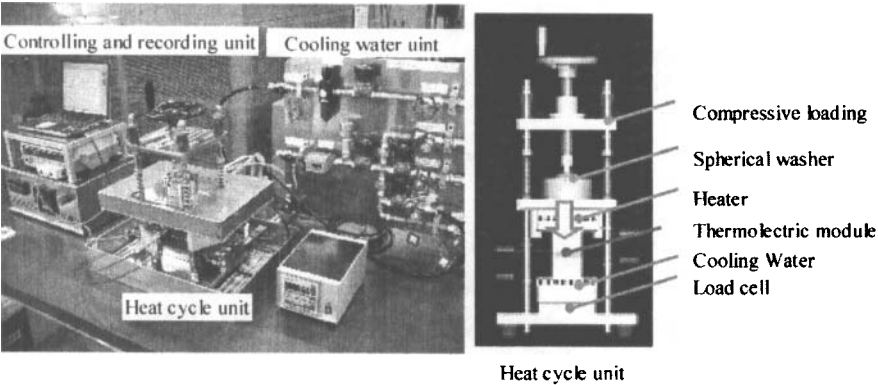 Controlling and recording unit
Cooling water uint
Heat cycle unit
Compressive loading
Spherical washer
Heater
Thermolectric module
Cooling Water
Load cell
Heat cycle unit